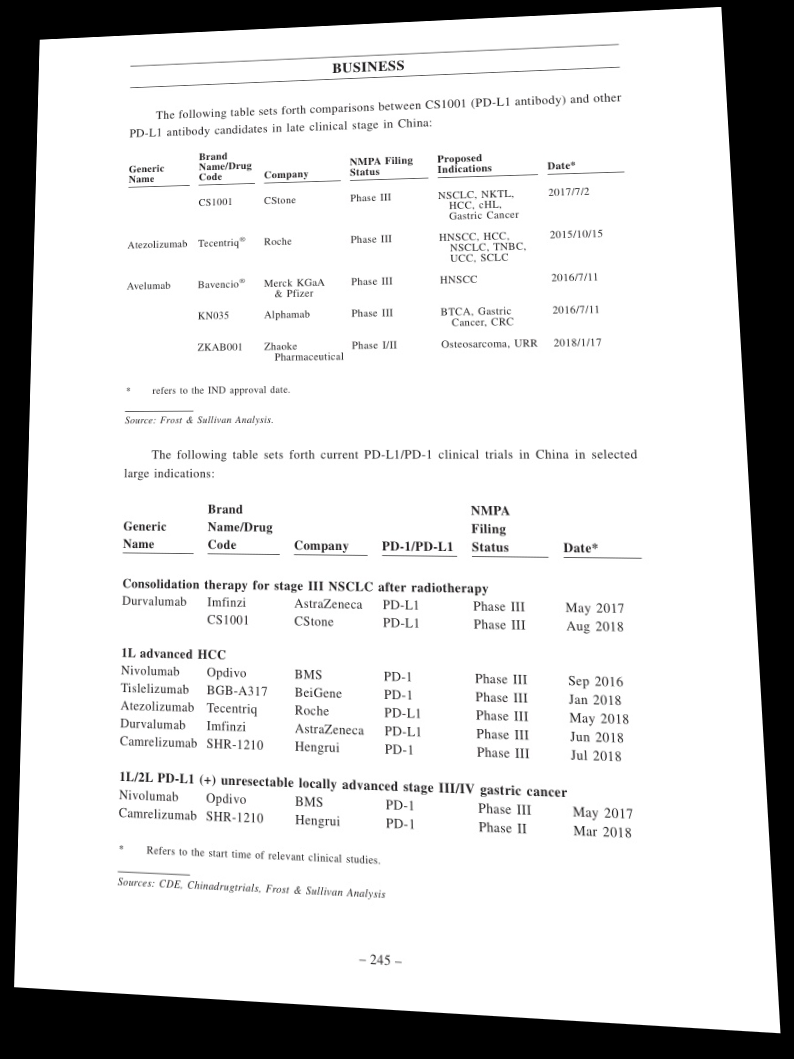 BUSINESS
The following table sets forth comparisons between CS1001 (PD-L1 antibody) and other
PD-L1 antibody candidates in late clinical stage in China:
Generic Name Brand Name/Drug Code Company NMPA Filing Status Proposed Indications Date*
CS1001 CStone Phase III NSCLC, NKTL, 2017/7/2
HCC, cHL,
Gastric Cancer
Atezolizumab Tecentriq® Roche Phase III HNSCC, HCC, 2015/10/15
NSCLC, TNBC,
UCC, SCLC
Avelumab Bavencio® Merck KGaA Phase III HNSCC 2016/7/11
& Pfizer
KN035 Alphamab Phase III BTCA, Gastric 2016/7/11
Cancer, CRC
ZKAB001 Zhaoke Phase I/II Osteosarcoma, URR 2018/1/17
Pharmaceutical
* refers to the IND approval date.
Source: Frost & Sullivan Analysis.
The following table sets forth current PD-L1/PD-1 clinical trials in China in selected
large indications:
Generic Name Brand Name/Drug Code Company PD-1/PD-L1 NMPA Filing Status Date*
Consolidation therapy for stage III NSCLC after radiotherapy
Durvalumab Imfinzi AstraZeneca PD-L1 Phase III May 2017
CS1001 CStone PD-L1 Phase III Aug 2018
1L advanced HCC
Nivolumab Opdivo BMS PD-1 Phase III Sep 2016
Tislelizumab BGB-A317 BeiGene PD-1 Phase III Jan 2018
Atezolizumab Tecentriq Roche PD-L1 Phase III May 2018
Durvalumab Imfinzi AstraZeneca PD-L1 Phase III Jun 2018
Camrelizumab SHR-1210 Hengrui PD-1 Phase III Jul 2018
1L/2L PD-L1 (+) unresectable locally advanced stage III/IV gastric cancer
Nivolumab Opdivo BMS PD-1 Phase III May 2017
Camrelizumab SHR-1210 Hengrui PD-1 Phase II Mar 2018
* Refers to the start time of relevant clinical studies.
Sources: CDE, Chinadrugtrials, Frost & Sullivan Analysis
– 245 –